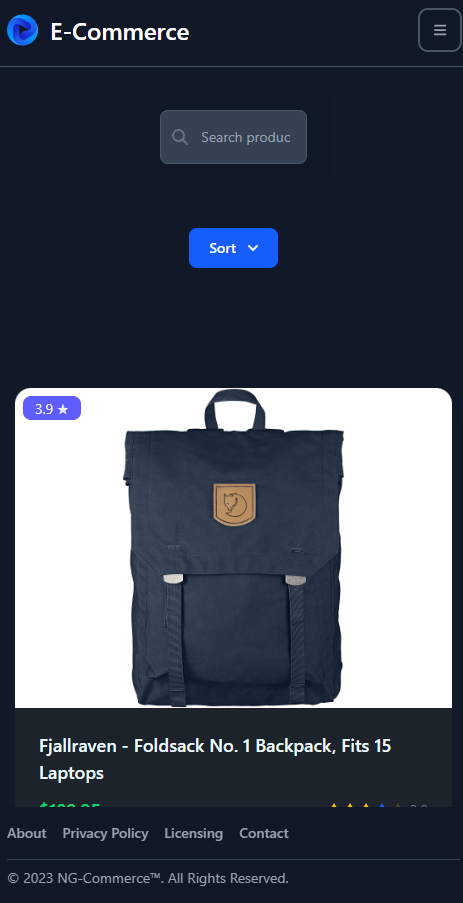 E-Commerce
Search produc
Sort
3.9 ★
Fjallraven - Foldsack No. 1 Backpack, Fits 15
Laptops
About Privacy Policy Licensing Contact
© 2023 NG-Commerce™. All Rights Reserved.